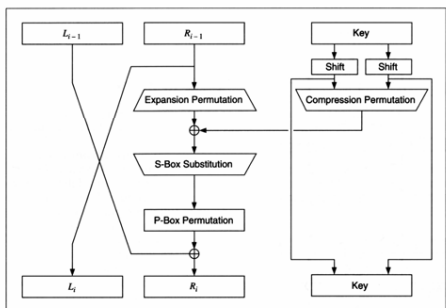 L_{i-1} R_{i-1} Key
Shift Shift
Expansion Permutation Compression Permutation
S-Box Substitution
P-Box Permutation
L_i R_i Key